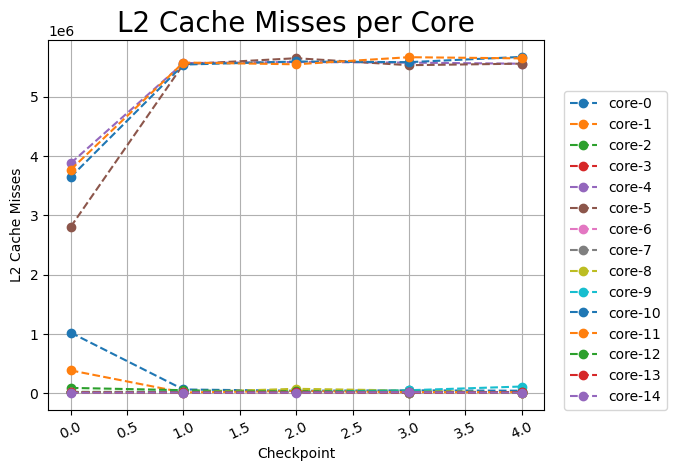 L2 Cache Misses per Core
1e6
5
4
3
2
1
0
L2 Cache Misses
0.0
0.5
1.0
1.5
2.0
2.5
3.0
3.5
4.0
Checkpoint
core-0
core-1
core-2
core-3
core-4
core-5
core-6
core-7
core-8
core-9
core-10
core-11
core-12
core-13
core-14